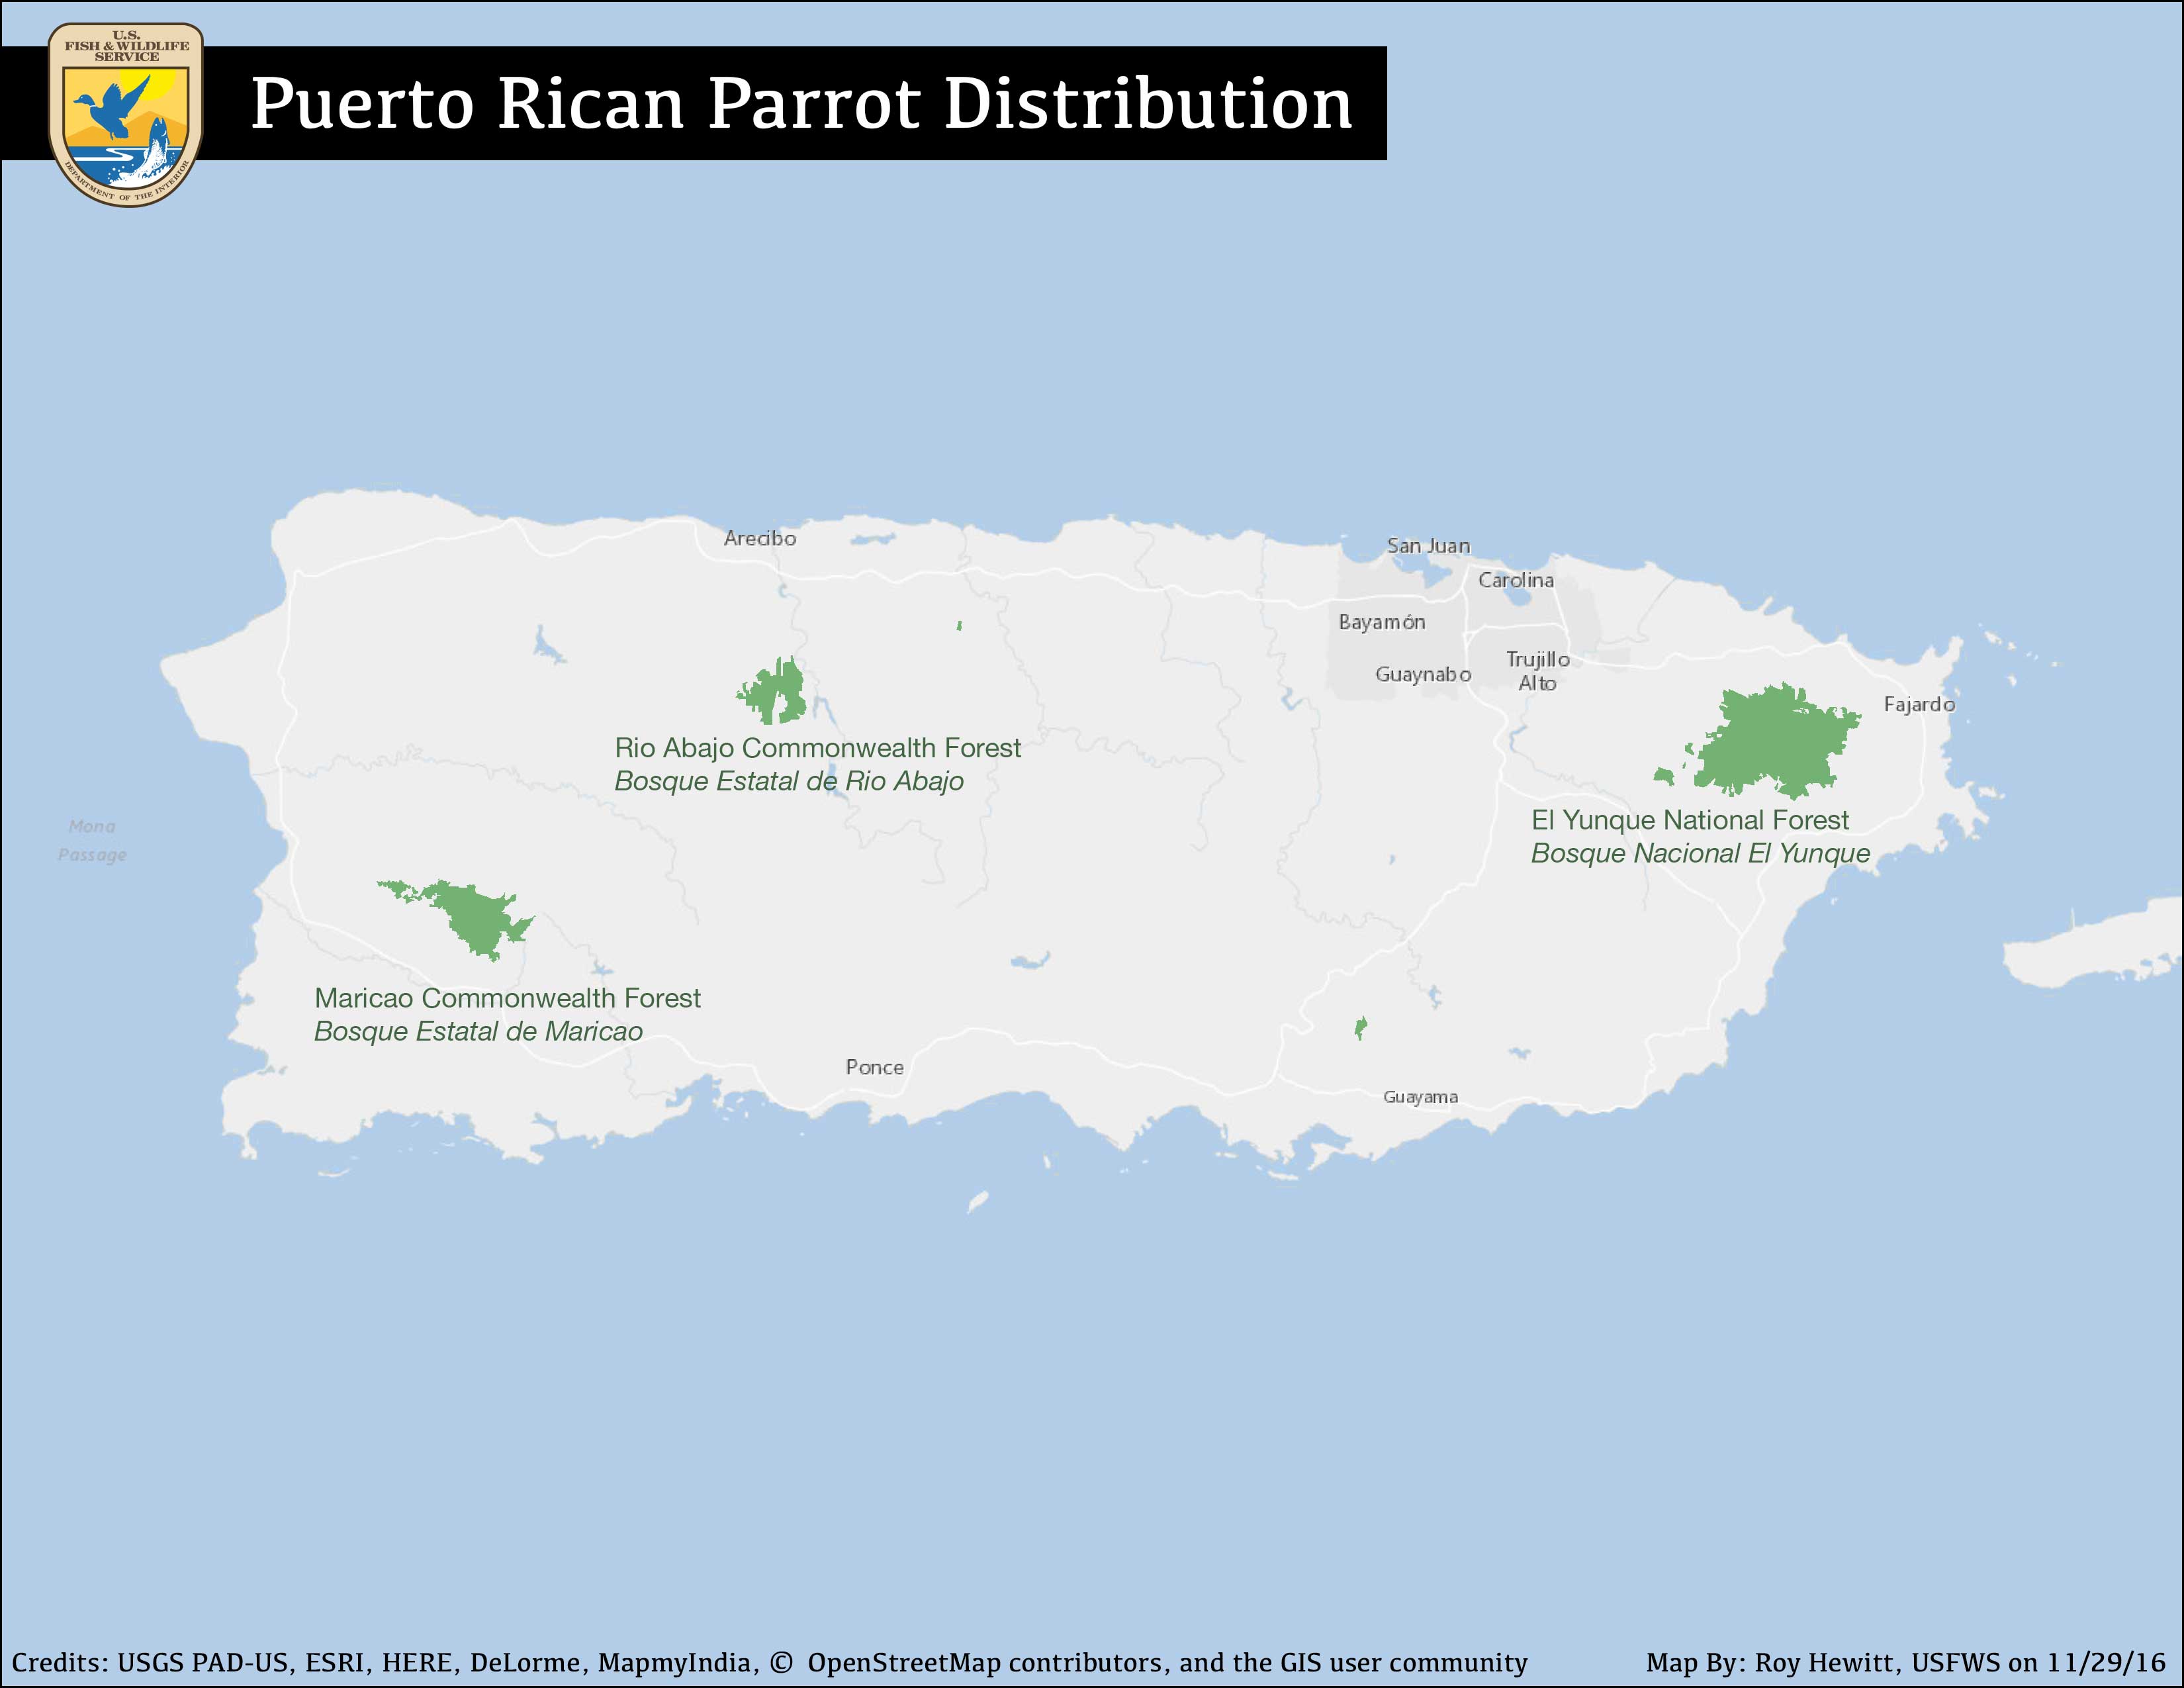 U.S.
FISH & WILDLIFE
SERVICE
DEPARTMENT OF THE INTERIOR
Puerto Rican Parrot Distribution
Arecibo
San Juan
Carolina
Bayamón
Guaynabo
Trujillo
Alto
Fajardo
Rio Abajo Commonwealth Forest
Bosque Estatal de Rio Abajo
El Yunque National Forest
Bosque Nacional El Yunque
Mona
Passage
Maricao Commonwealth Forest
Bosque Estatal de Maricao
Ponce
Guayama
Credits: USGS PAD-US, ESRI, HERE, DeLorme, MapmyIndia, © OpenStreetMap contributors, and the GIS user community
Map By: Roy Hewitt, USFWS on 11/29/16